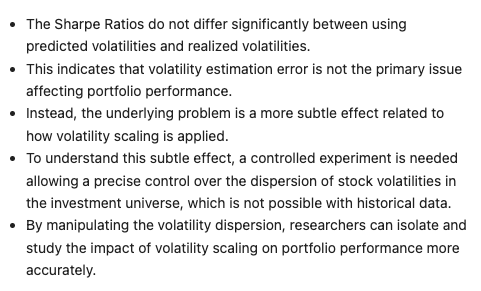 • The Sharpe Ratios do not differ significantly between using
predicted volatilities and realized volatilities.
• This indicates that volatility estimation error is not the primary issue
affecting portfolio performance.
• Instead, the underlying problem is a more subtle effect related to
how volatility scaling is applied.
• To understand this subtle effect, a controlled experiment is needed
allowing a precise control over the dispersion of stock volatilities in
the investment universe, which is not possible with historical data.
• By manipulating the volatility dispersion, researchers can isolate and
study the impact of volatility scaling on portfolio performance more
accurately.